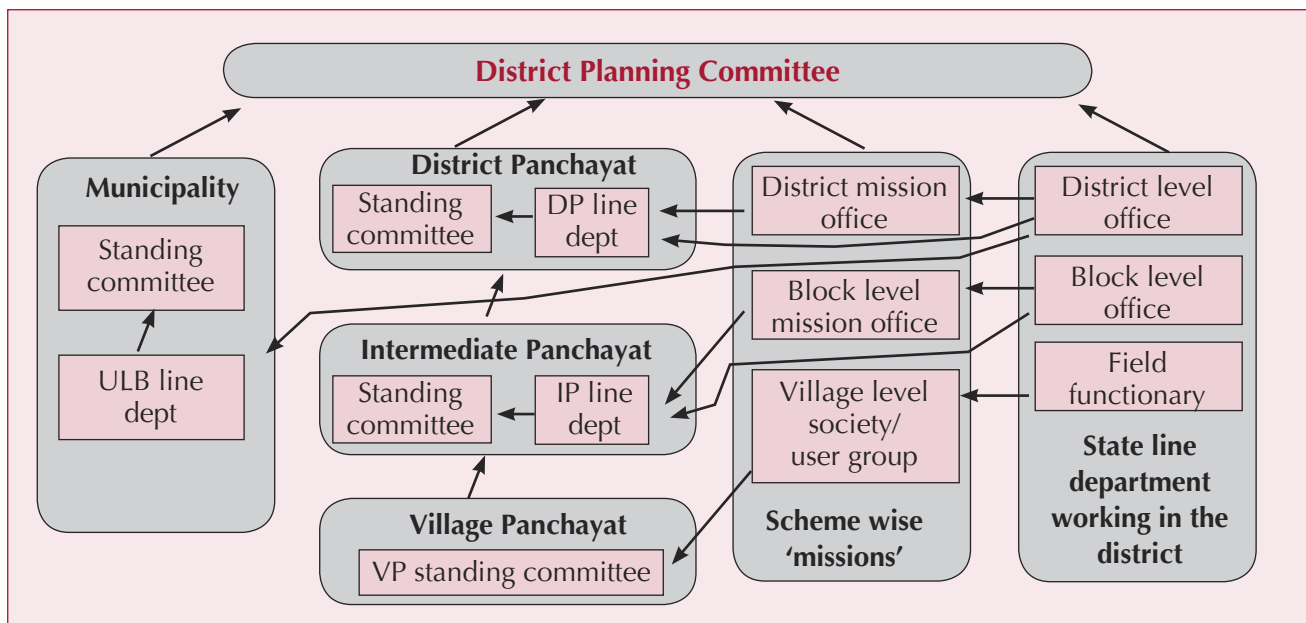 District Planning Committee
Municipality
Standing
committee
ULB line
dept
District Panchayat
Standing
committee
DP line
dept
Intermediate Panchayat
Standing
committee
IP line
dept
Village Panchayat
VP standing committee
District mission
office
Block level
mission office
Village level
society/
user group
Scheme wise
‘missions’
District level
office
Block level
office
Field
functionary
State line
department
working in the
district